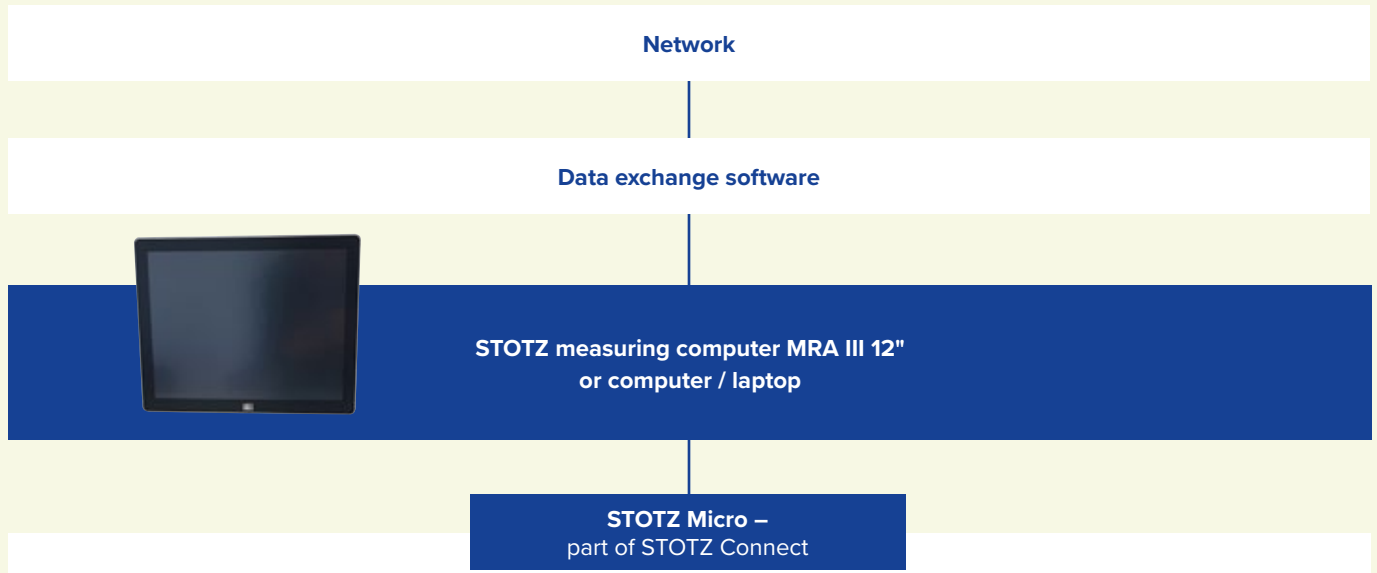 Network
Data exchange software
STOTZ measuring computer MRA III 12"
or computer / laptop
STOTZ Micro –
part of STOTZ Connect